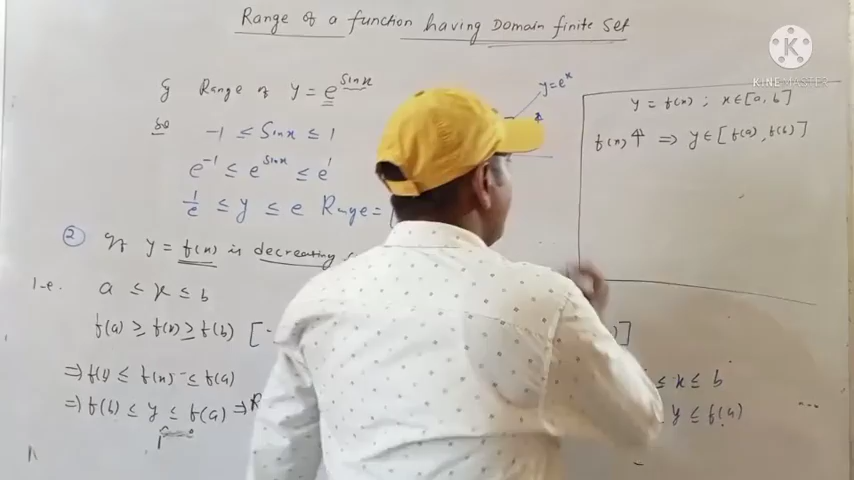 Range of a function having Domain finite set
K
KINEMASTER
Q Range of y = e^sinx
y=e^x
y = f(x) ; x∈[a, b]
So -1 ≤ Sinx ≤ 1
f(x) ↑ ⇒ y∈[f(a), f(b)]
e^-1 ≤ e^sinx ≤ e^1
1/e ≤ y ≤ e Range=
② If y = f(x) is decreating
i.e. a ≤ x ≤ b
f(a) ≥ f(x) ≥ f(b) [
]
⇒ f(b) ≤ f(x) ≤ f(a)
≤ x ≤ b
⇒ f(b) ≤ y ≤ f(a) ⇒ R
y ≤ f(a)